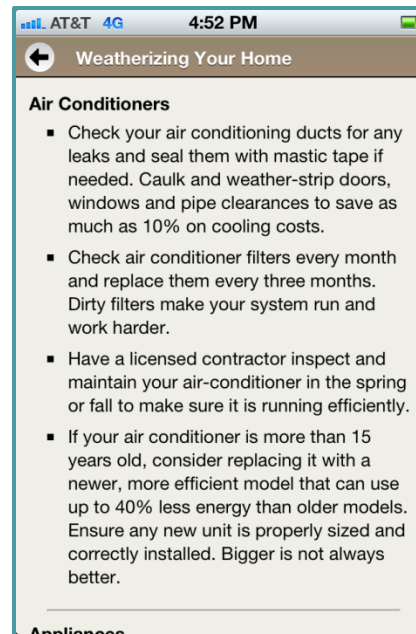 AT&T 4G 4:52 PM
Weatherizing Your Home
Air Conditioners
▪ Check your air conditioning ducts for any
leaks and seal them with mastic tape if
needed. Caulk and weather-strip doors,
windows and pipe clearances to save as
much as 10% on cooling costs.
▪ Check air conditioner filters every month
and replace them every three months.
Dirty filters make your system run and
work harder.
▪ Have a licensed contractor inspect and
maintain your air-conditioner in the spring
or fall to make sure it is running efficiently.
▪ If your air conditioner is more than 15
years old, consider replacing it with a
newer, more efficient model that can use
up to 40% less energy than older models.
Ensure any new unit is properly sized and
correctly installed. Bigger is not always
better.
Appliances